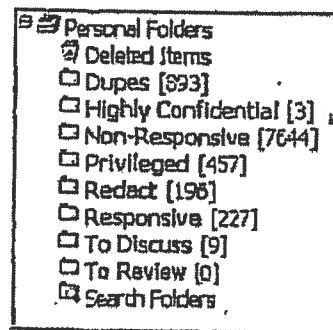 Personal Folders
Deleted Items
Dupes [893]
Highly Confidential [3]
Non-Responsive [7644]
Privileged [457]
Redact [196]
Responsive [227]
To Discuss [9]
To Review [0]
Search Folders